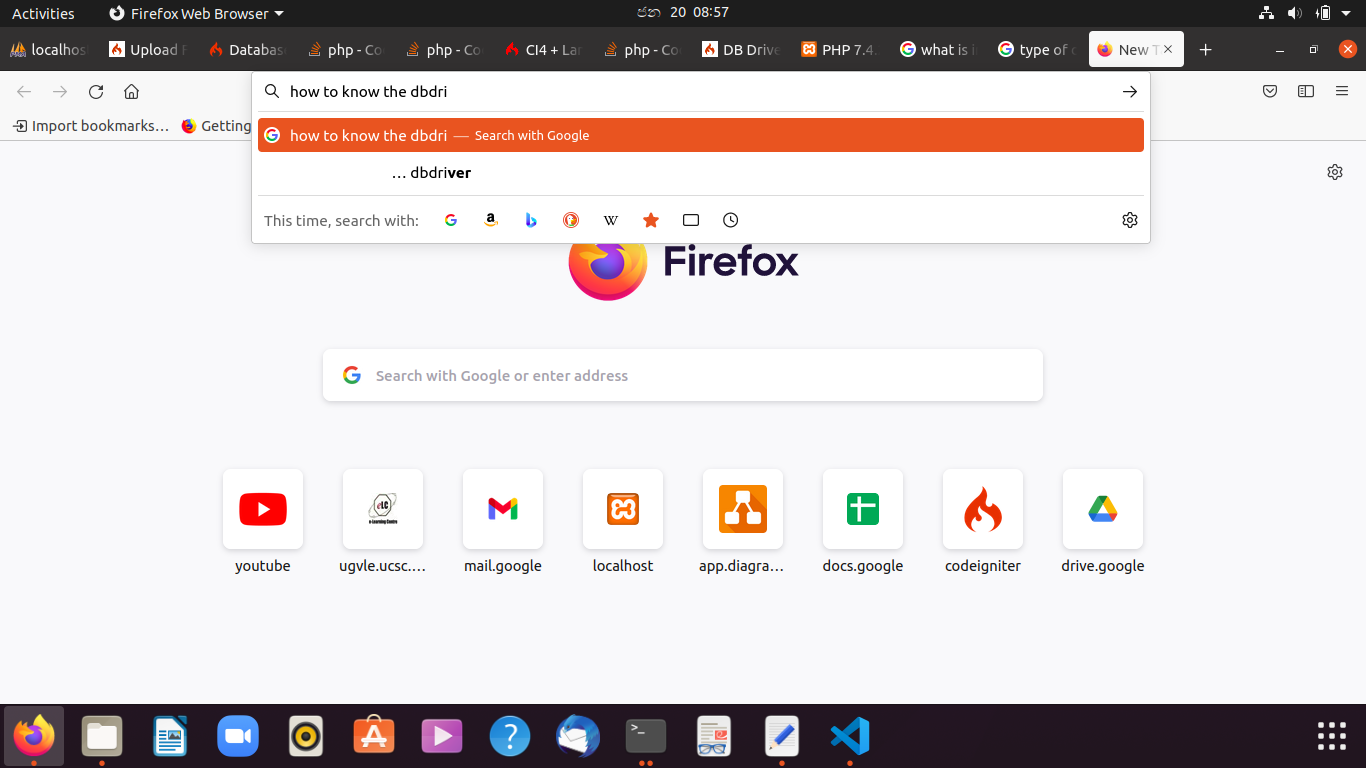 Activities
Firefox Web Browser
ජන 20 08:57
localhos
Upload F
Databas
php - Co
php - Co
CI4 + Lar
php - Co
DB Drive
PHP 7.4.
what is i
type of d
New T
how to know the dbdri
Import bookmarks…
Getting
how to know the dbdri — Search with Google
… dbdriver
This time, search with:
Firefox
Search with Google or enter address
youtube
ugvle.ucsc.…
mail.google
localhost
app.diagra…
docs.google
codeigniter
drive.google